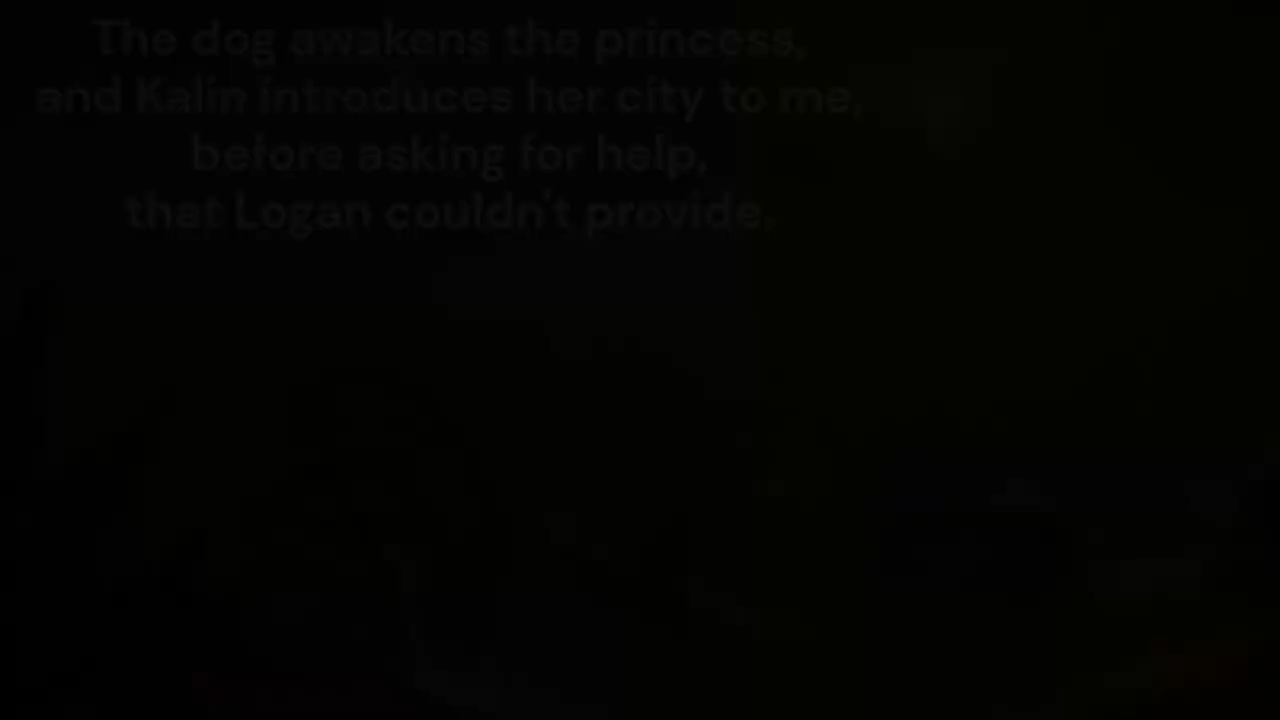 The dog awakens the princess,
and Kalin introduces her city to me,
before asking for help,
that Logan couldn't provide.